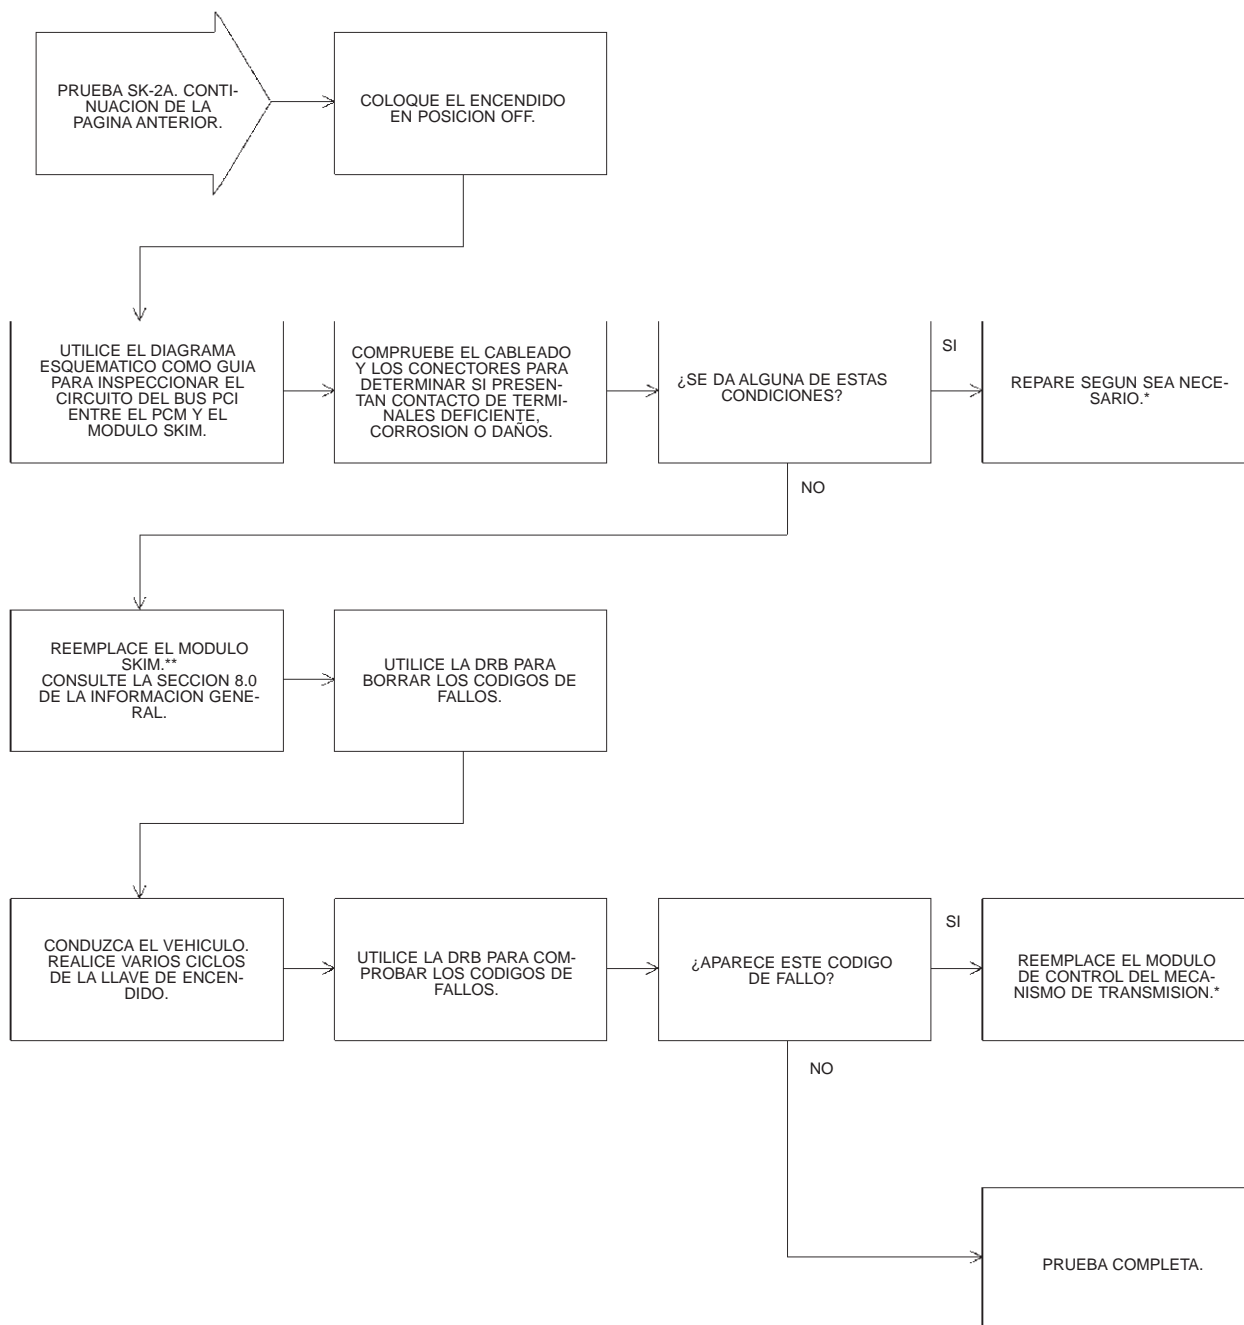 PRUEBA SK-2A. CONTI-
NUACION DE LA
PAGINA ANTERIOR.
COLOQUE EL ENCENDIDO
EN POSICION OFF.
UTILICE EL DIAGRAMA
ESQUEMATICO COMO GUIA
PARA INSPECCIONAR EL
CIRCUITO DEL BUS PCI
ENTRE EL PCM Y EL
MODULO SKIM.
COMPRUEBE EL CABLEADO
Y LOS CONECTORES PARA
DETERMINAR SI PRESEN-
TAN CONTACTO DE TERMI-
NALES DEFICIENTE,
CORROSION O DAÑOS.
¿SE DA ALGUNA DE ESTAS
CONDICIONES?
SI
REPARE SEGUN SEA NECE-
SARIO.*
NO
REEMPLACE EL MODULO
SKIM.**
CONSULTE LA SECCION 8.0
DE LA INFORMACION GENE-
RAL.
UTILICE LA DRB PARA
BORRAR LOS CODIGOS DE
FALLOS.
CONDUZCA EL VEHICULO.
REALICE VARIOS CICLOS
DE LA LLAVE DE ENCEN-
DIDO.
UTILICE LA DRB PARA COM-
PROBAR LOS CODIGOS DE
FALLOS.
¿APARECE ESTE CODIGO
DE FALLO?
SI
REEMPLACE EL MODULO
DE CONTROL DEL MECA-
NISMO DE TRANSMISION.*
NO
PRUEBA COMPLETA.